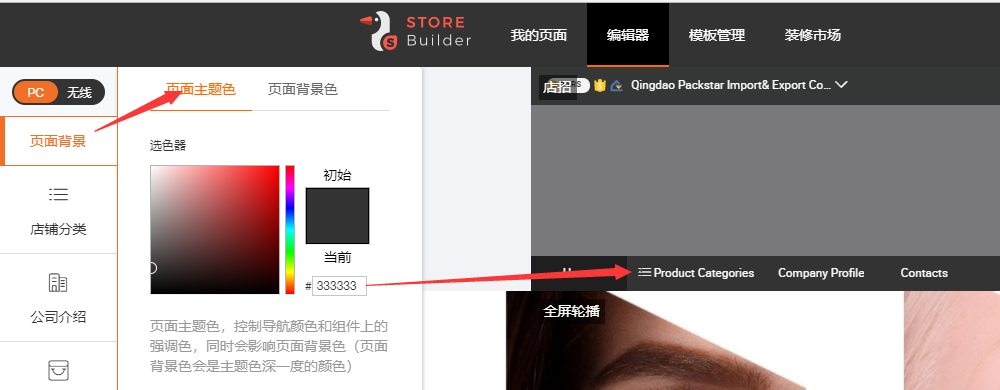 STORE
Builder
我的页面
编辑器
模板管理
装修市场
PC
无线
页面背景
店铺分类
公司介绍
页面主题色
页面背景色
选色器
初始
当前
# 333333
页面主题色，控制导航颜色和组件上的
强调色，同时会影响页面背景色（页面
背景色会是主题色深一度的颜色）
店招
Qingdao Packstar Import& Export Co...
Product Categories
Company Profile
Contacts
全屏轮播